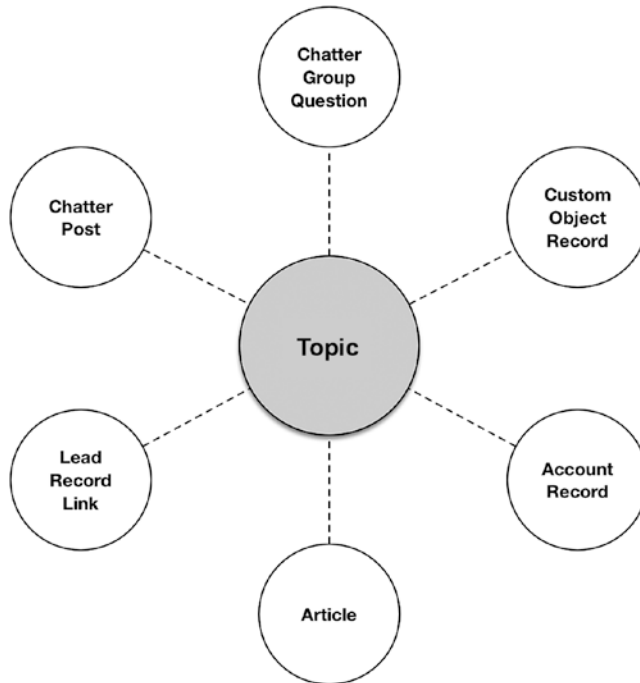 Chatter
Group
Question
Chatter
Post
Custom
Object
Record
Topic
Lead
Record
Link
Account
Record
Article